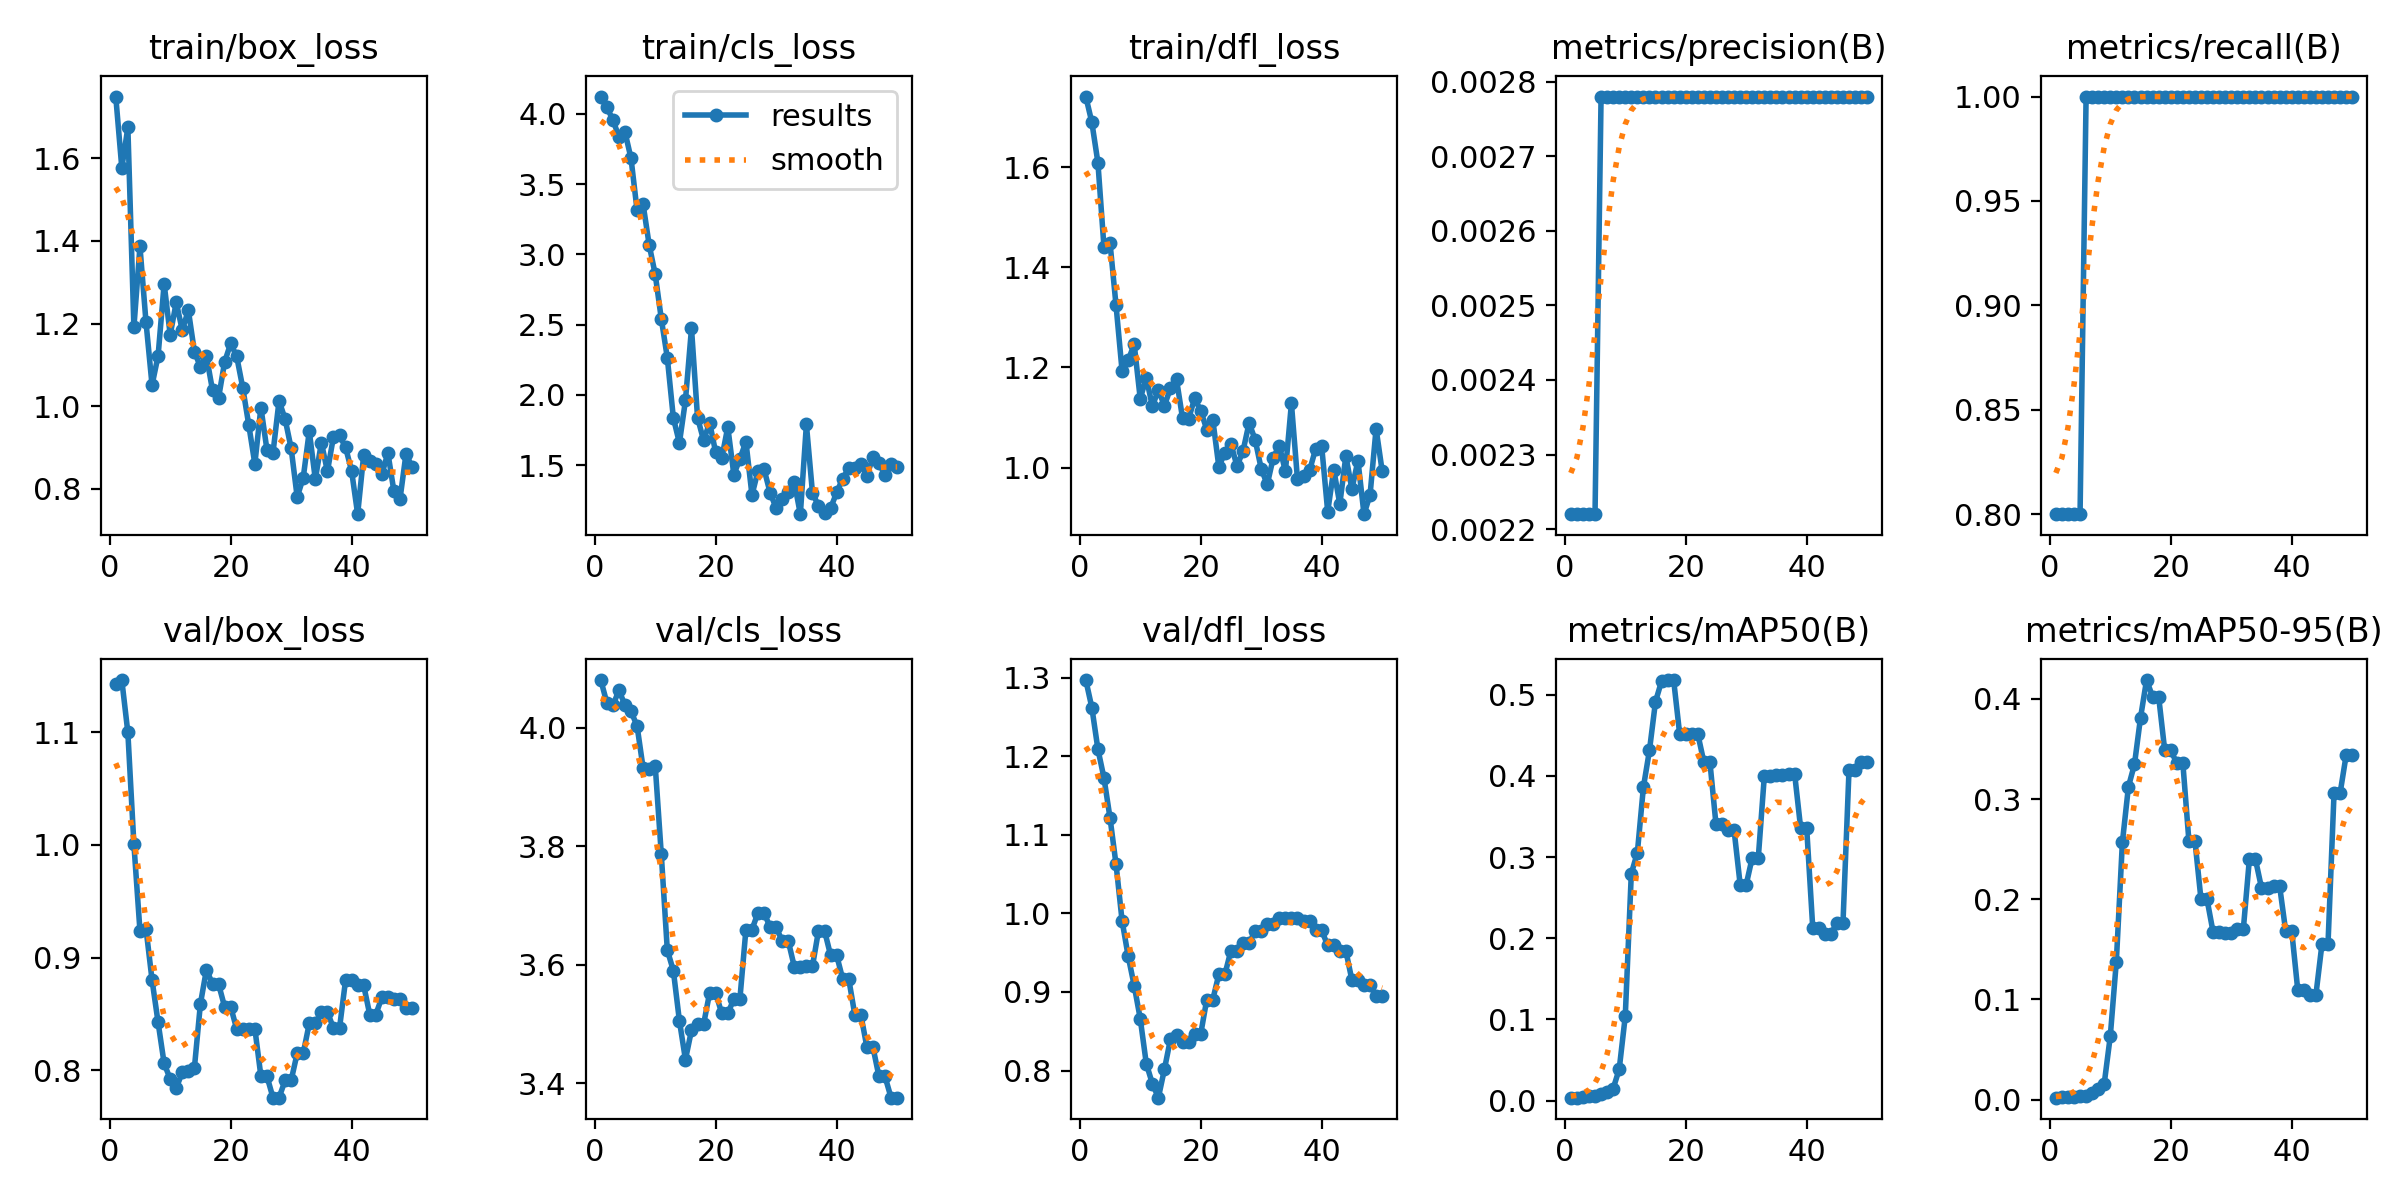 train/box_loss
1.6
1.4
1.2
1.0
0.8
0 20 40
train/cls_loss
results
smooth
4.0
3.5
3.0
2.5
2.0
1.5
0 20 40
train/dfl_loss
1.6
1.4
1.2
1.0
0 20 40
metrics/precision(B)
0.0028
0.0027
0.0026
0.0025
0.0024
0.0023
0.0022
0 20 40
metrics/recall(B)
1.00
0.95
0.90
0.85
0.80
0 20 40
val/box_loss
1.1
1.0
0.9
0.8
0 20 40
val/cls_loss
4.0
3.8
3.6
3.4
0 20 40
val/dfl_loss
1.3
1.2
1.1
1.0
0.9
0.8
0 20 40
metrics/mAP50(B)
0.5
0.4
0.3
0.2
0.1
0.0
0 20 40
metrics/mAP50-95(B)
0.4
0.3
0.2
0.1
0.0
0 20 40